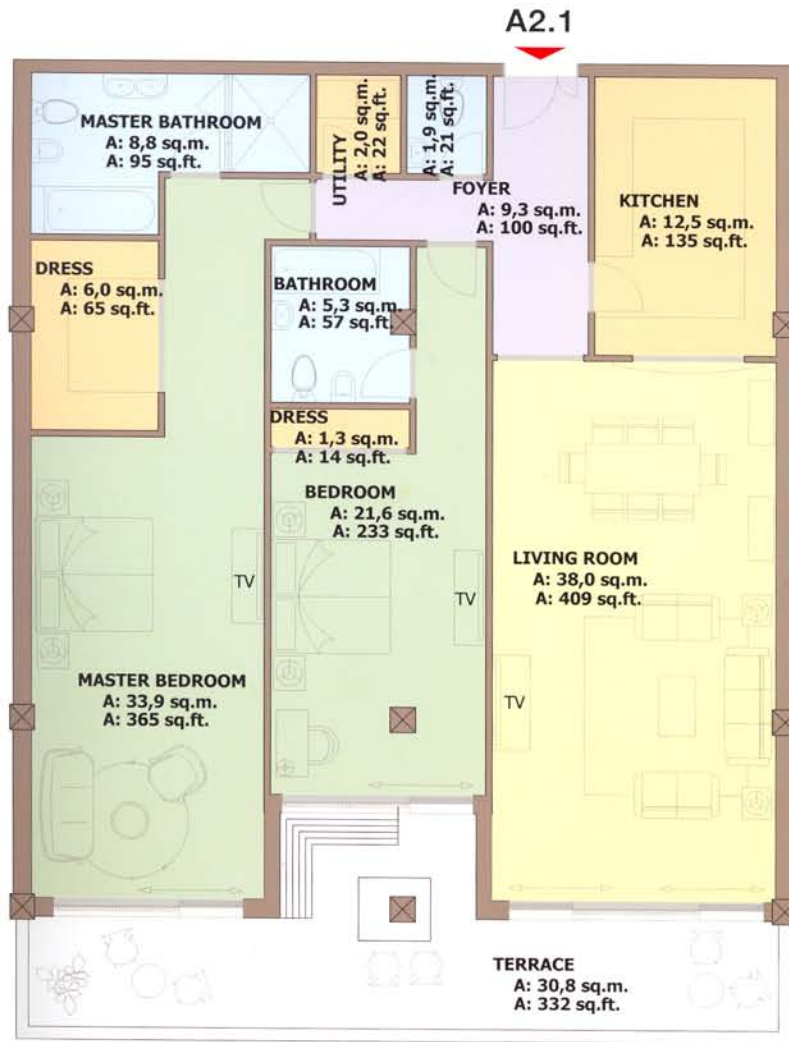 A2.1
MASTER BATHROOM
A: 8,8 sq.m.
A: 95 sq.ft.
UTILITY
A: 2,0 sq.m.
A: 22 sq.ft.
A: 1,9 sq.m.
A: 21 sq.ft.
FOYER
A: 9,3 sq.m.
A: 100 sq.ft.
KITCHEN
A: 12,5 sq.m.
A: 135 sq.ft.
DRESS
A: 6,0 sq.m.
A: 65 sq.ft.
BATHROOM
A: 5,3 sq.m.
A: 57 sq.ft.
DRESS
A: 1,3 sq.m.
A: 14 sq.ft.
BEDROOM
A: 21,6 sq.m.
A: 233 sq.ft.
LIVING ROOM
A: 38,0 sq.m.
A: 409 sq.ft.
TV
TV
MASTER BEDROOM
A: 33,9 sq.m.
A: 365 sq.ft.
TV
TERRACE
A: 30,8 sq.m.
A: 332 sq.ft.